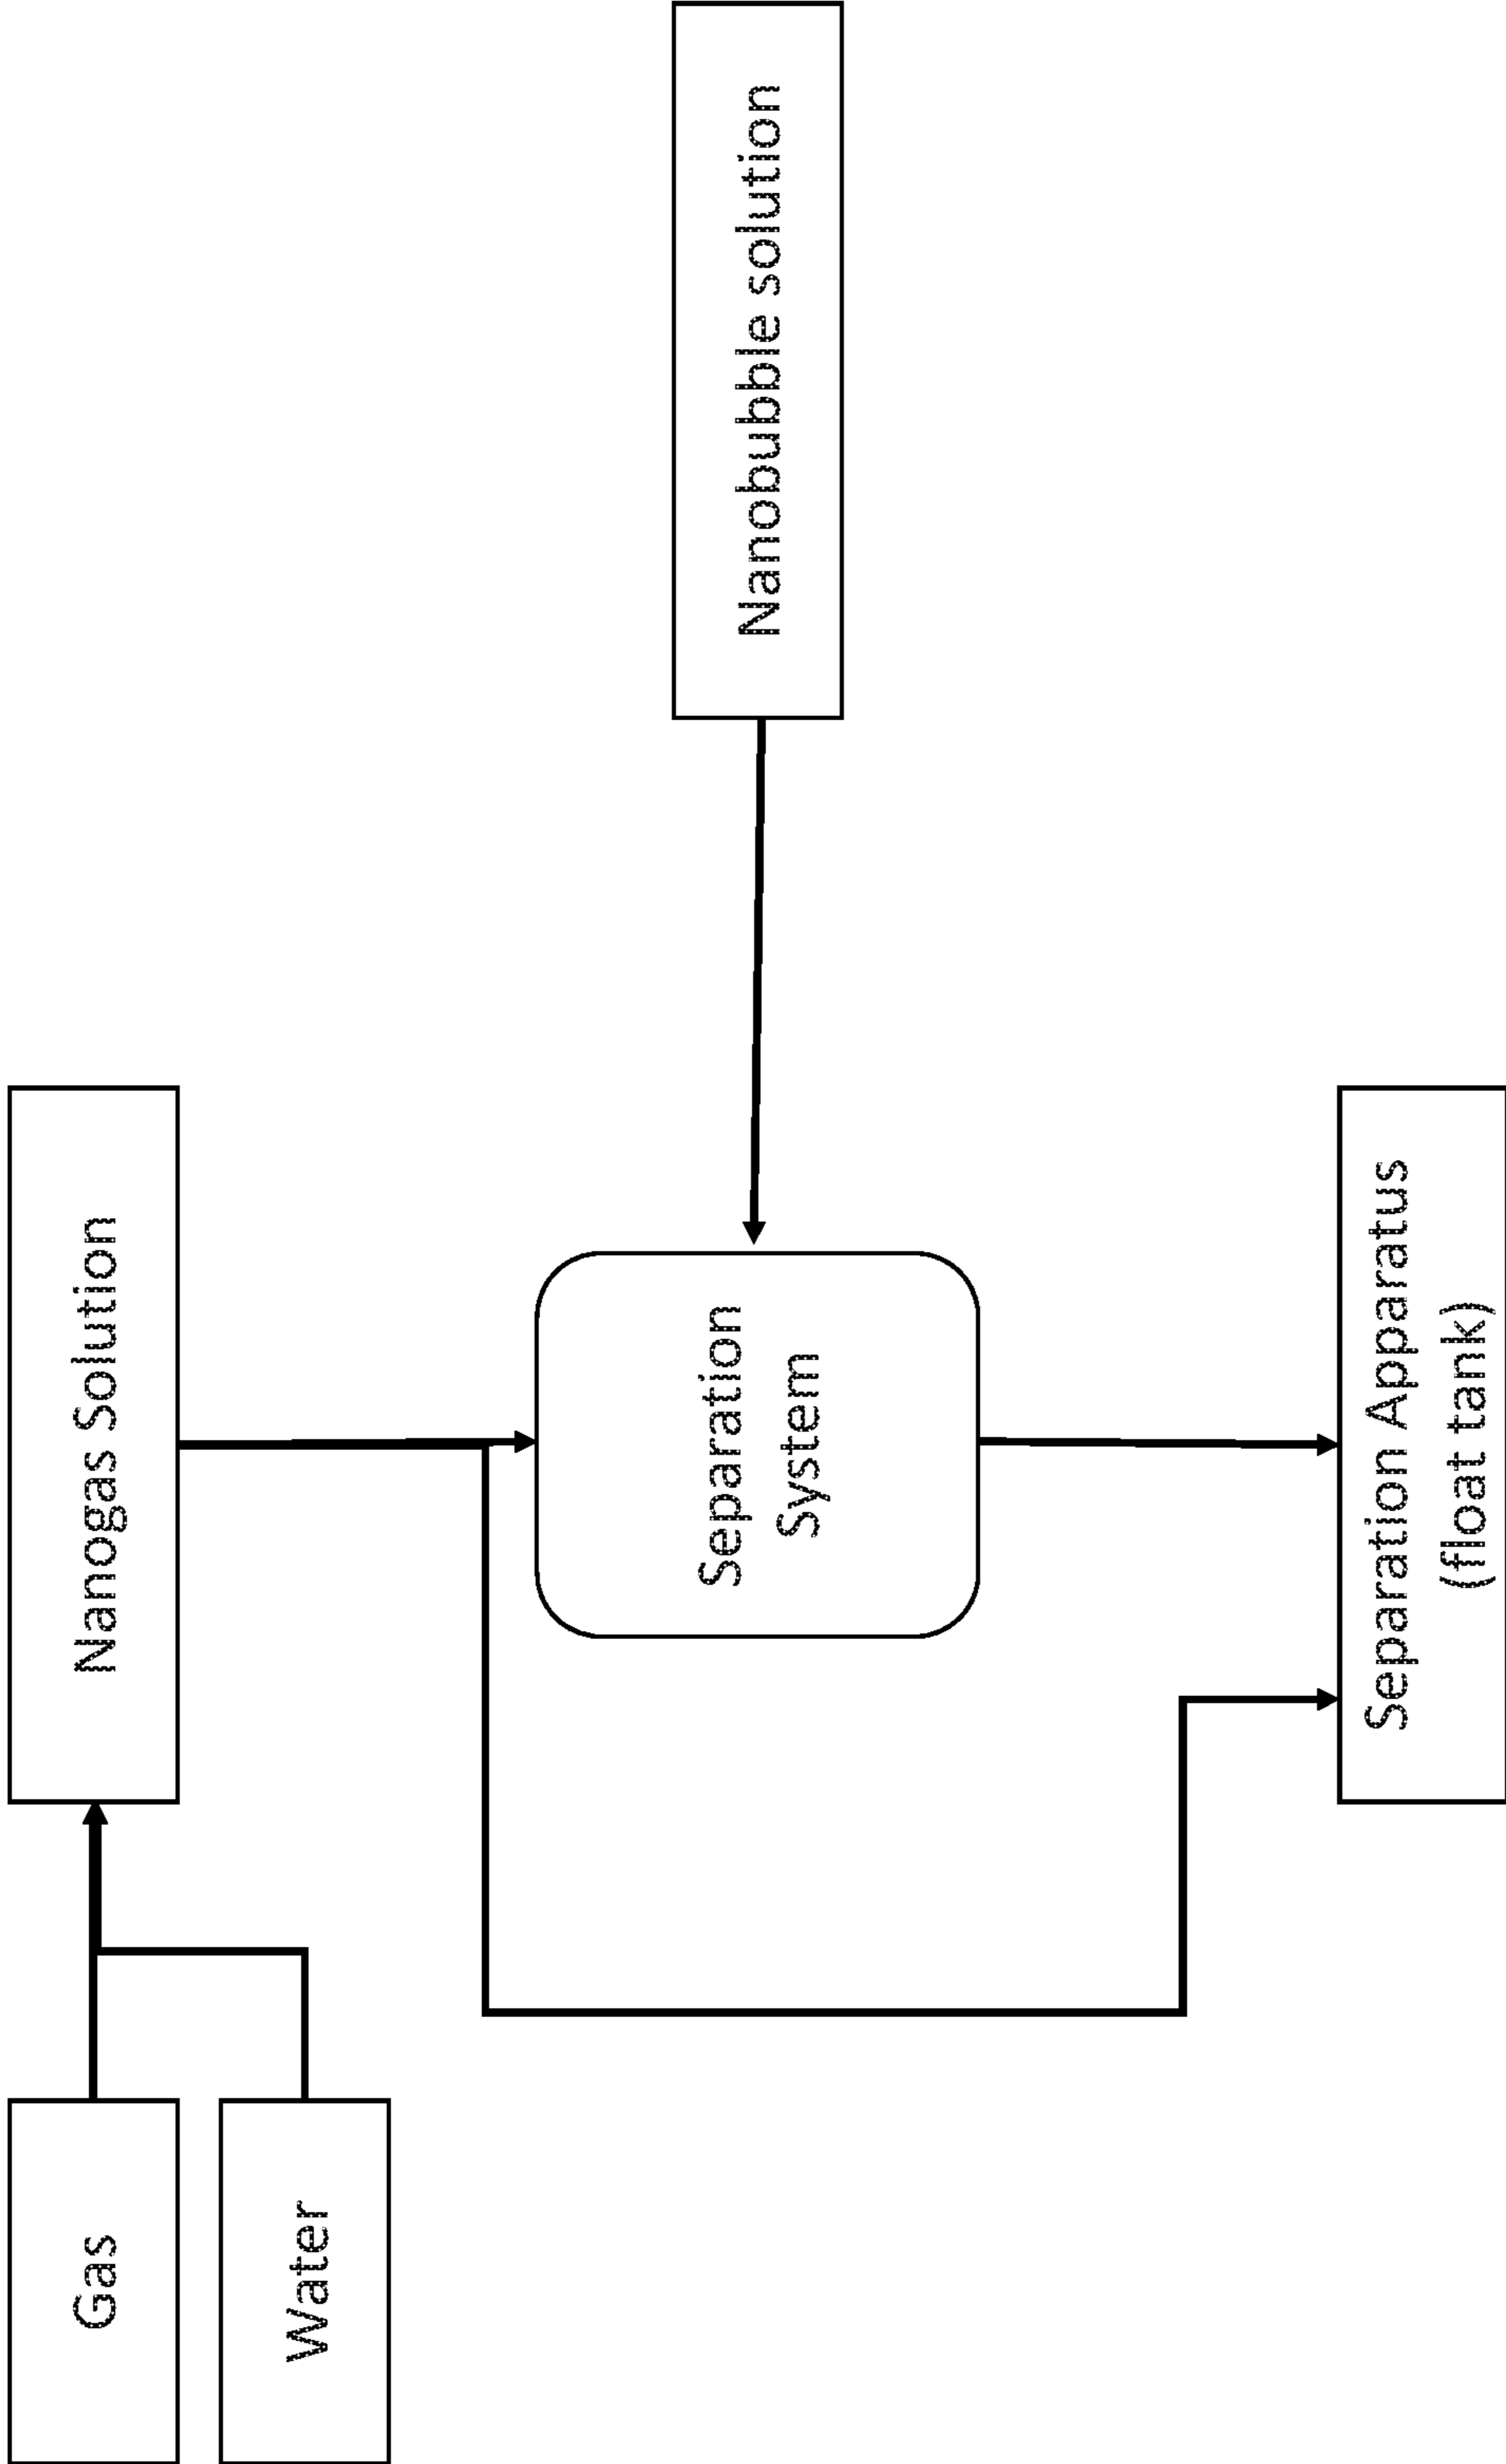 Gas
Nanogas Solution
Water
Separation
System
Nanobubble solution
Separation Apparatus
(float tank)